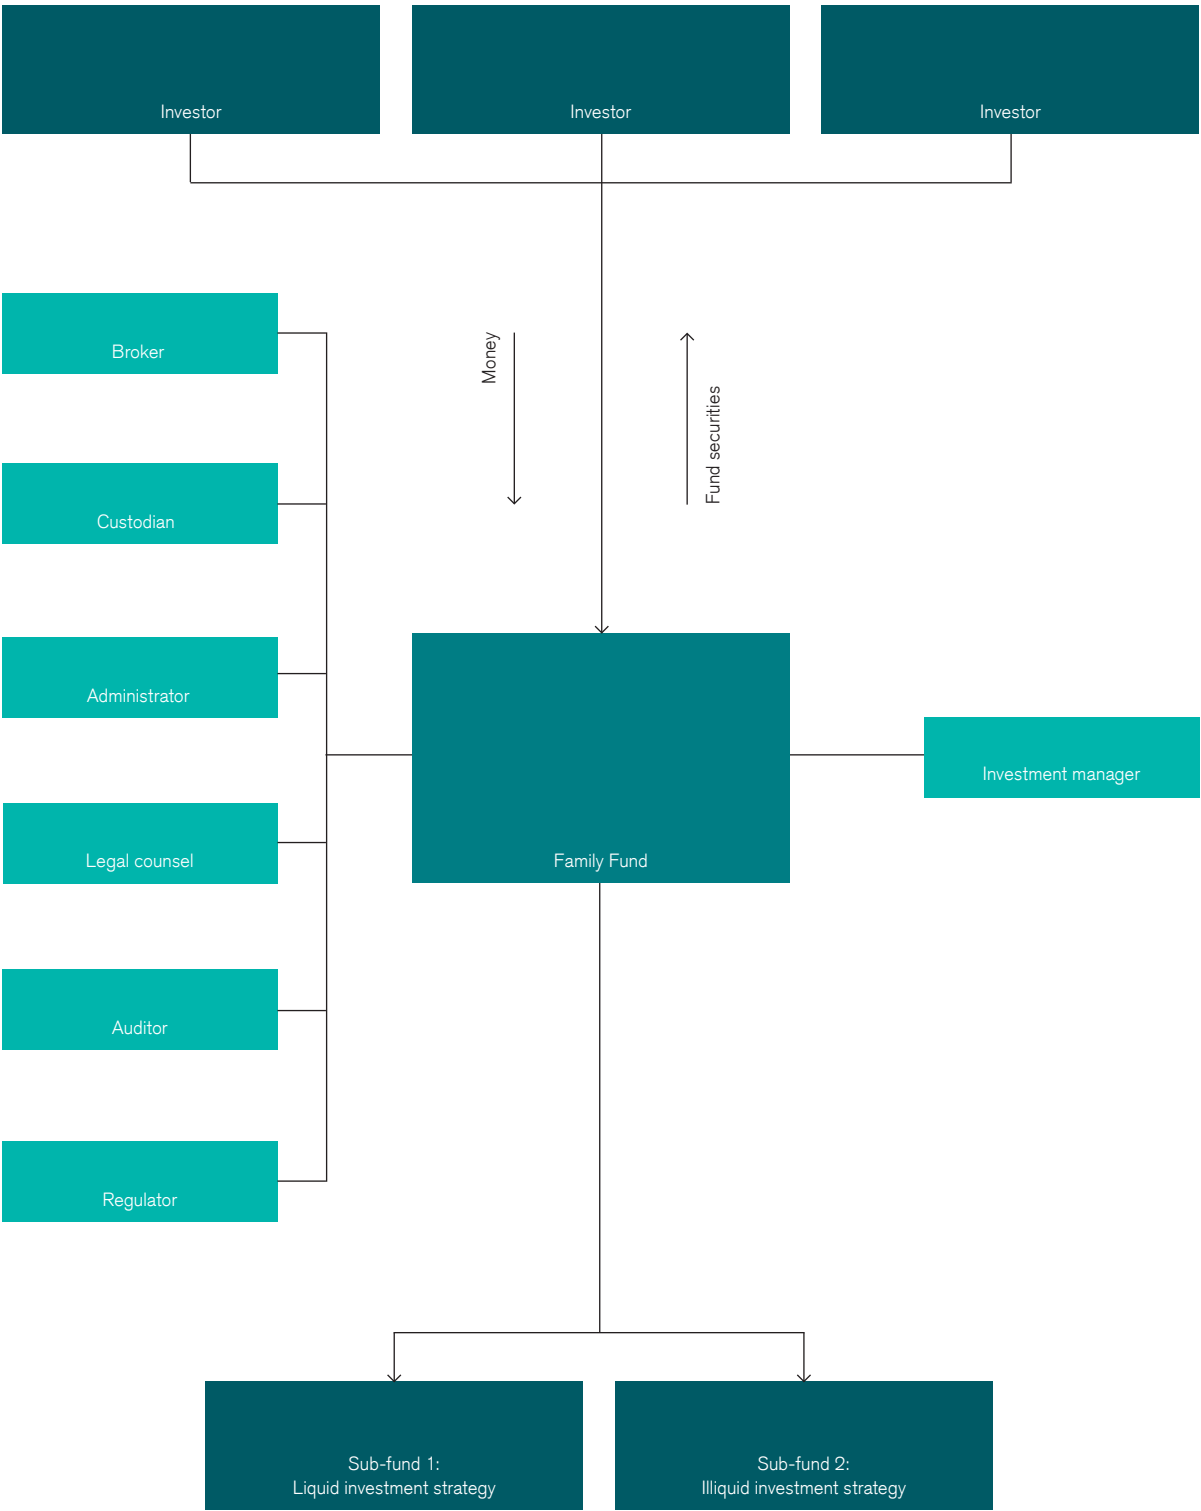 Investor
Investor
Investor
Broker
Money
Fund securities
Custodian
Administrator
Investment manager
Legal counsel
Family Fund
Auditor
Regulator
Sub-fund 1:
Liquid investment strategy
Sub-fund 2:
Illiquid investment strategy